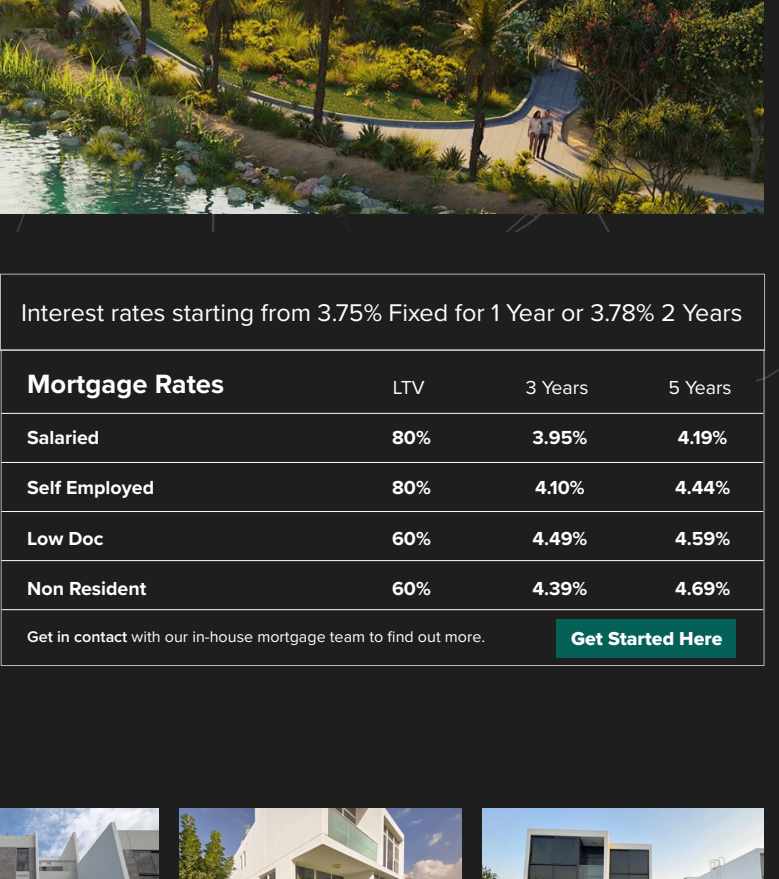 Interest rates starting from 3.75% Fixed for 1 Year or 3.78% 2 Years
Mortgage Rates LTV 3 Years 5 Years
Salaried 80% 3.95% 4.19%
Self Employed 80% 4.10% 4.44%
Low Doc 60% 4.49% 4.59%
Non Resident 60% 4.39% 4.69%
Get in contact with our in-house mortgage team to find out more. Get Started Here